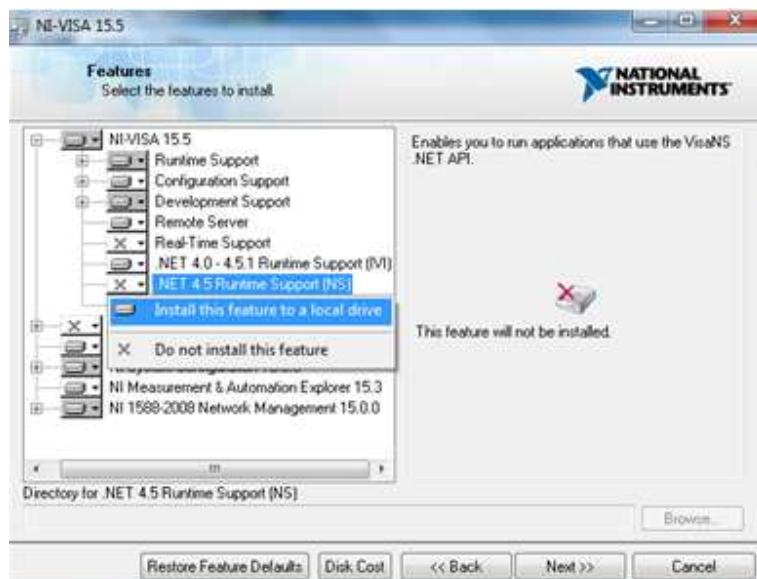 NI-VISA 15.5
Features
Select the features to install.
NATIONAL
INSTRUMENTS
NI-VISA 15.5
Runtime Support
Configuration Support
Development Support
Remote Server
Real-Time Support
.NET 4.0 - 4.5.1 Runtime Support (IVI)
.NET 4.5 Runtime Support (NS)
Install this feature to a local drive
Do not install this feature
NI Measurement & Automation Explorer 15.3
NI 1588-2008 Network Management 15.0.0
Enables you to run applications that use the VisaNS
.NET API.
This feature will not be installed.
Directory for .NET 4.5 Runtime Support (NS)
Browse...
Restore Feature Defaults
Disk Cost
<< Back
Next >>
Cancel